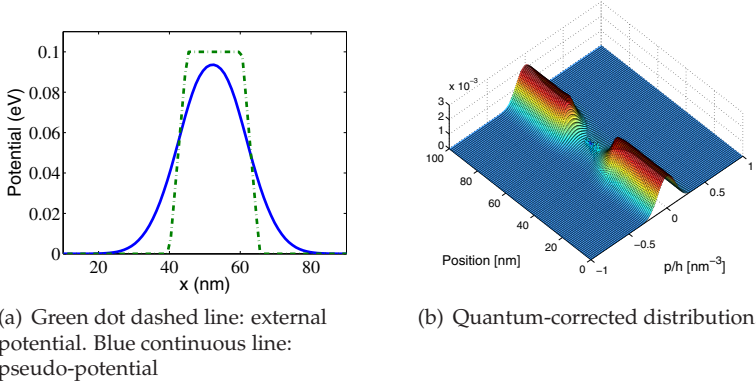 0.1
0.08
0.06
0.04
0.02
0
Potential (eV)
20 40 60 80
x (nm)
(a) Green dot dashed line: external
potential. Blue continuous line:
pseudo-potential
x 10⁻³
3
2
1
0
100
80
60
40
20
0
Position [nm]
−1
−0.5
0
0.5
1
p/h [nm⁻³]
(b) Quantum-corrected distribution